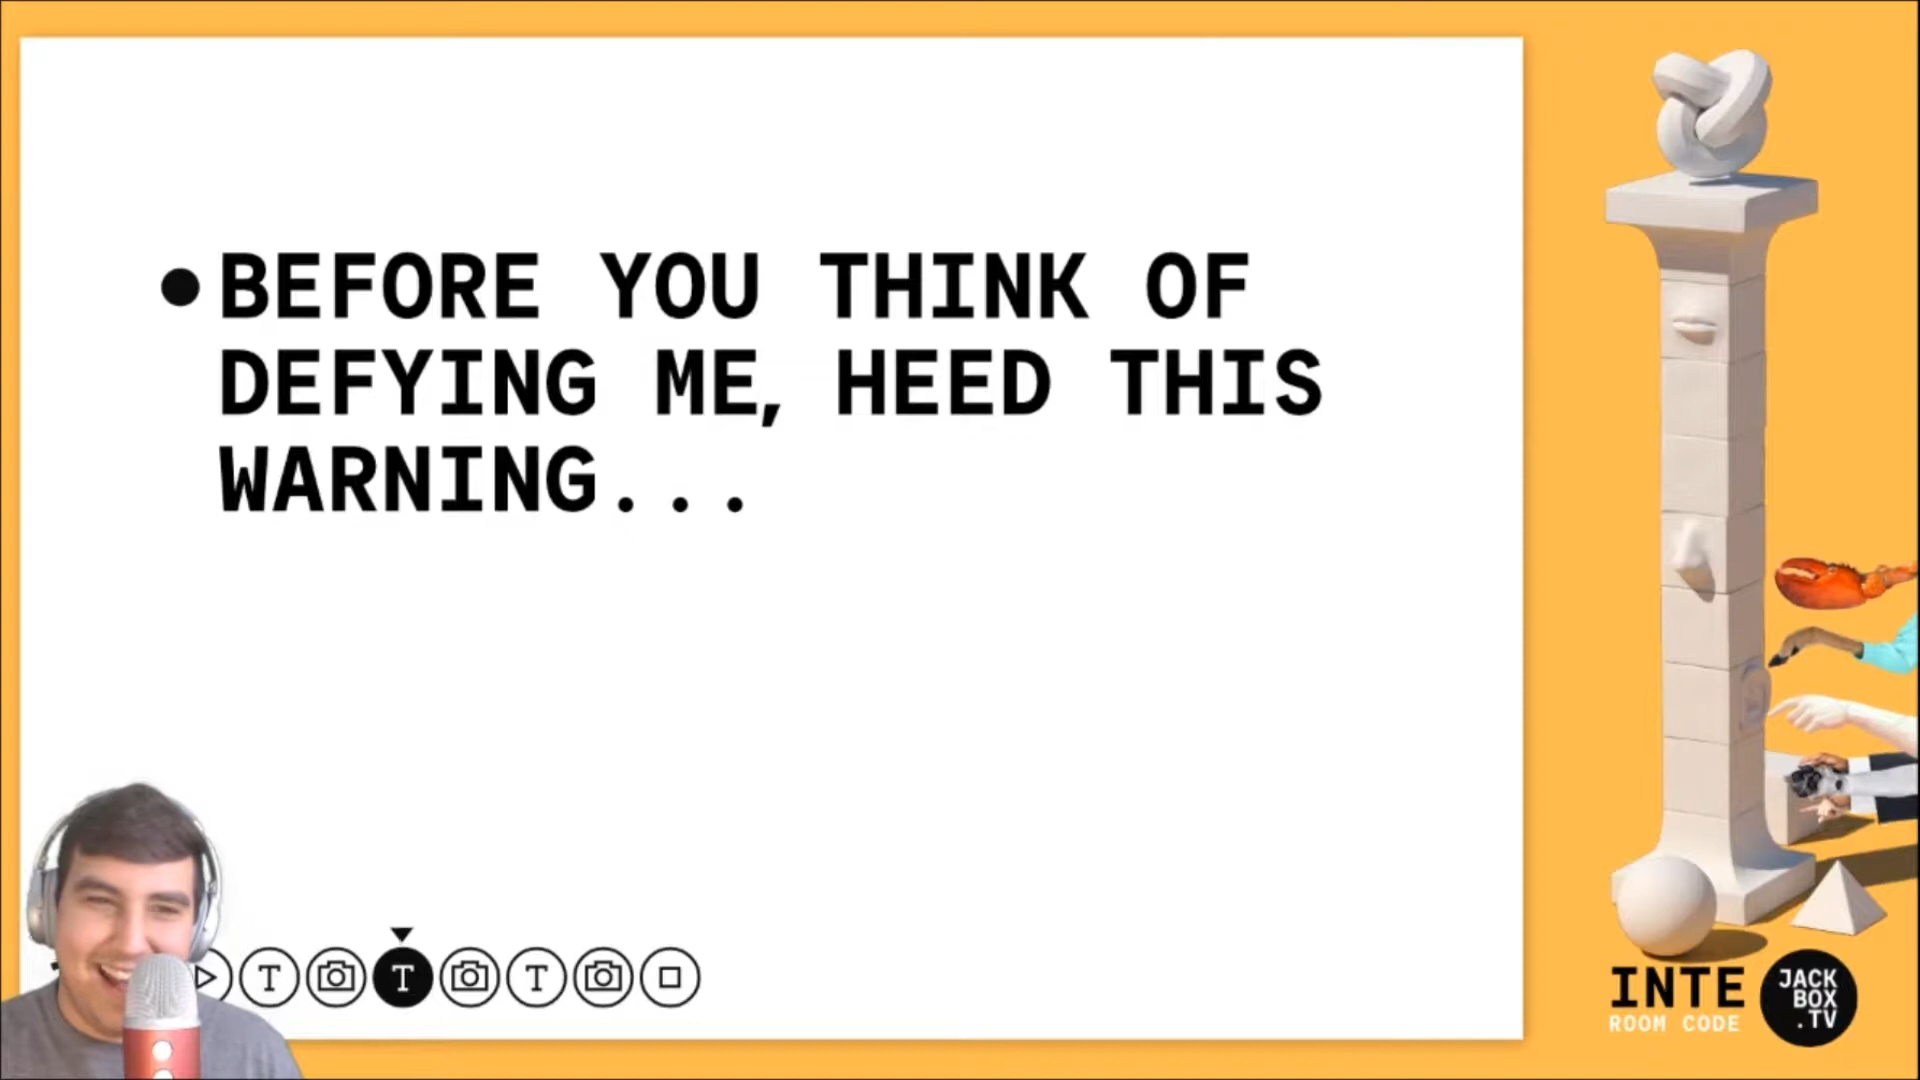 •BEFORE YOU THINK OF
DEFYING ME, HEED THIS
WARNING...
T
T
T
INTE
ROOM CODE
JACK
BOX
.TV